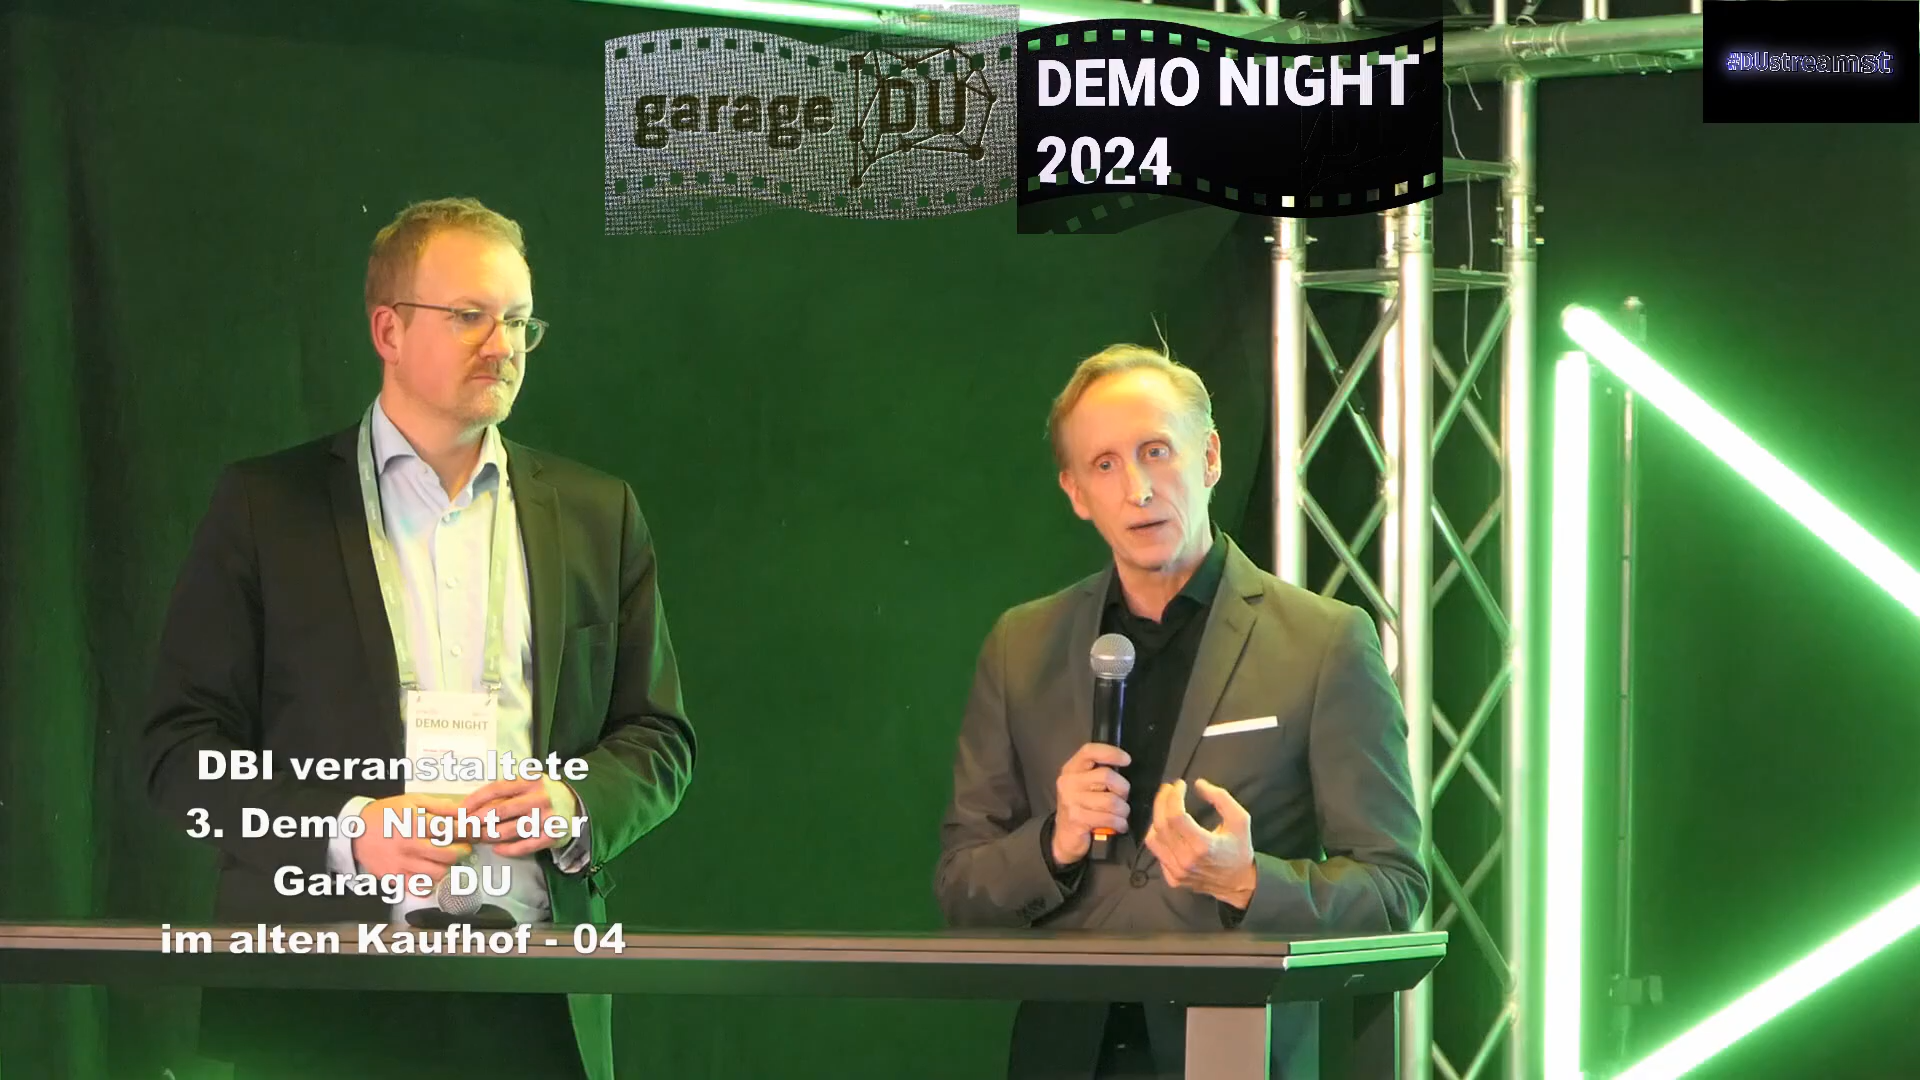 garage DU
DEMO NIGHT
2024
#DUstreamst
DEMO NIGHT
DBI veranstaltete
3. Demo Night der
Garage DU
im alten Kaufhof - 04